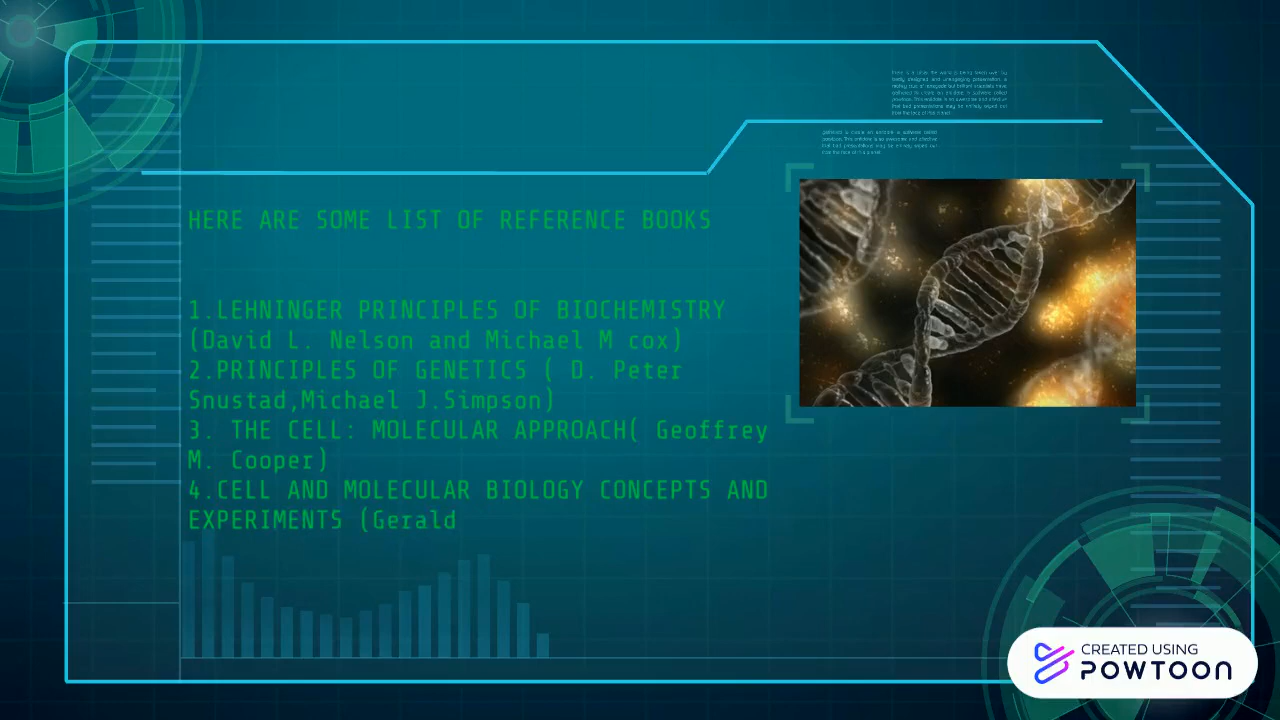 HERE ARE SOME LIST OF REFERENCE BOOKS
1.LEHNINGER PRINCIPLES OF BIOCHEMISTRY
(David L. Nelson and Michael M cox)
2.PRINCIPLES OF GENETICS ( D. Peter
Snustad,Michael J.Simpson)
3. THE CELL: MOLECULAR APPROACH( Geoffrey
M. Cooper)
4.CELL AND MOLECULAR BIOLOGY CONCEPTS AND
EXPERIMENTS (Gerald
CREATED USING
POWTOON